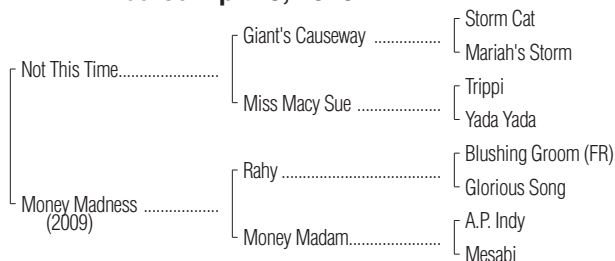 Storm Cat
Giant's Causeway ................
Mariah's Storm
Not This Time........................
Trippi
Miss Macy Sue ....................
Yada Yada
Blushing Groom (FR)
Rahy ......................................
Glorious Song
Money Madness ..................
(2009)
A.P. Indy
Money Madam......................
Mesabi